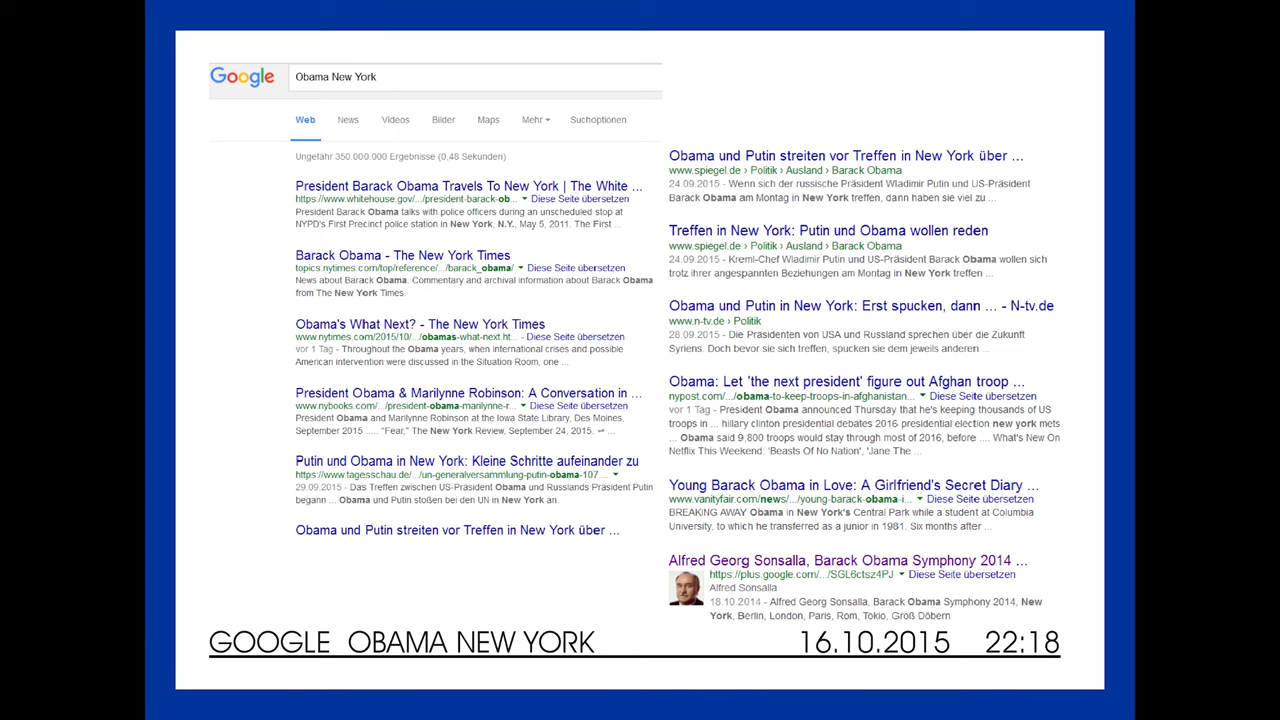 Google
Obama New York
Web News Videos Bilder Maps Mehr Suchoptionen
Ungefähr 350.000.000 Ergebnisse (0,48 Sekunden)
President Barack Obama Travels To New York | The White ...
https://www.whitehouse.gov/.../president-barack-ob... Diese Seite übersetzen
President Barack Obama talks with police officers during an unscheduled stop at
NYPD's First Precinct police station in New York, N.Y., May 5, 2011. The First ...
Barack Obama - The New York Times
topics.nytimes.com/top/reference/.../barack_obama/ Diese Seite übersetzen
News about Barack Obama. Commentary and archival information about Barack Obama
from The New York Times.
Obama's What Next? - The New York Times
www.nytimes.com/2015/10/.../obamas-what-next.ht... - Diese Seite übersetzen
vor 1 Tag - Throughout the Obama years, when international crises and possible
American intervention were discussed in the Situation Room, one ...
President Obama & Marilynne Robinson: A Conversation in ...
www.nybooks.com/.../president-obama-marilynne-r... Diese Seite übersetzen
President Obama and Marilynne Robinson at the Iowa State Library, Des Moines,
September 2015 ..... "Fear," The New York Review, September 24, 2015. ↩ ...
Putin und Obama in New York: Kleine Schritte aufeinander zu
https://www.tagesschau.de/.../un-generalversammlung-putin-obama-107....
29.09.2015 - Das Treffen zwischen US-Präsident Obama und Russlands Präsident Putin
begann ... Obama und Putin stoßen bei den UN in New York an.
Obama und Putin streiten vor Treffen in New York über ...
Obama und Putin streiten vor Treffen in New York über ...
www.spiegel.de › Politik › Ausland › Barack Obama
24.09.2015 - Wenn sich der russische Präsident Wladimir Putin und US-Präsident
Barack Obama am Montag in New York treffen, dann haben sie viel zu ...
Treffen in New York: Putin und Obama wollen reden
www.spiegel.de › Politik › Ausland › Barack Obama
24.09.2015 - Kreml-Chef Wladimir Putin und US-Präsident Barack Obama wollen sich
trotz ihrer angespannten Beziehungen am Montag in New York treffen ...
Obama und Putin in New York: Erst spucken, dann ... - N-tv.de
www.n-tv.de › Politik
28.09.2015 - Die Präsidenten von USA und Russland sprechen über die Zukunft
Syriens. Doch bevor sie sich treffen, spucken sie dem jeweils anderen ...
Obama: Let 'the next president' figure out Afghan troop ...
nypost.com/.../obama-to-keep-troops-in-afghanistan... Diese Seite übersetzen
vor 1 Tag - President Obama announced Thursday that he's keeping thousands of US
troops in ... hillary clinton presidential debates 2016 presidential election new york mets
... Obama said 9,800 troops would stay through most of 2016, before .... What's New On
Netflix This Weekend. 'Beasts Of No Nation', 'Jane The ...
Young Barack Obama in Love: A Girlfriend's Secret Diary ...
www.vanityfair.com/news/.../young-barack-obama-i... Diese Seite übersetzen
BREAKING AWAY Obama in New York's Central Park while a student at Columbia
University, to which he transferred as a junior in 1981. Six months after ...
Alfred Georg Sonsalla, Barack Obama Symphony 2014 ...
https://plus.google.com/.../SGL6ctsz4PJ Diese Seite übersetzen
Alfred Sonsalla
18.10.2014 - Alfred Georg Sonsalla, Barack Obama Symphony 2014, New
York, Berlin, London, Paris, Rom, Tokio, Groß Döbern
GOOGLE OBAMA NEW YORK 16.10.2015 22:18